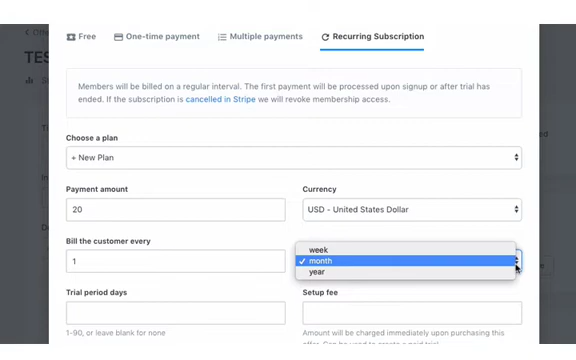 Free One-time payment Multiple payments Recurring Subscription
Members will be billed on a regular interval. The first payment will be processed upon signup or after trial has
ended. If the subscription is cancelled in Stripe we will revoke membership access.
Choose a plan
+ New Plan
Payment amount Currency
20 USD - United States Dollar
Bill the customer every
week
1 ✓ month
year
Trial period days Setup fee
1-90, or leave blank for none Amount will be charged immediately upon purchasing this